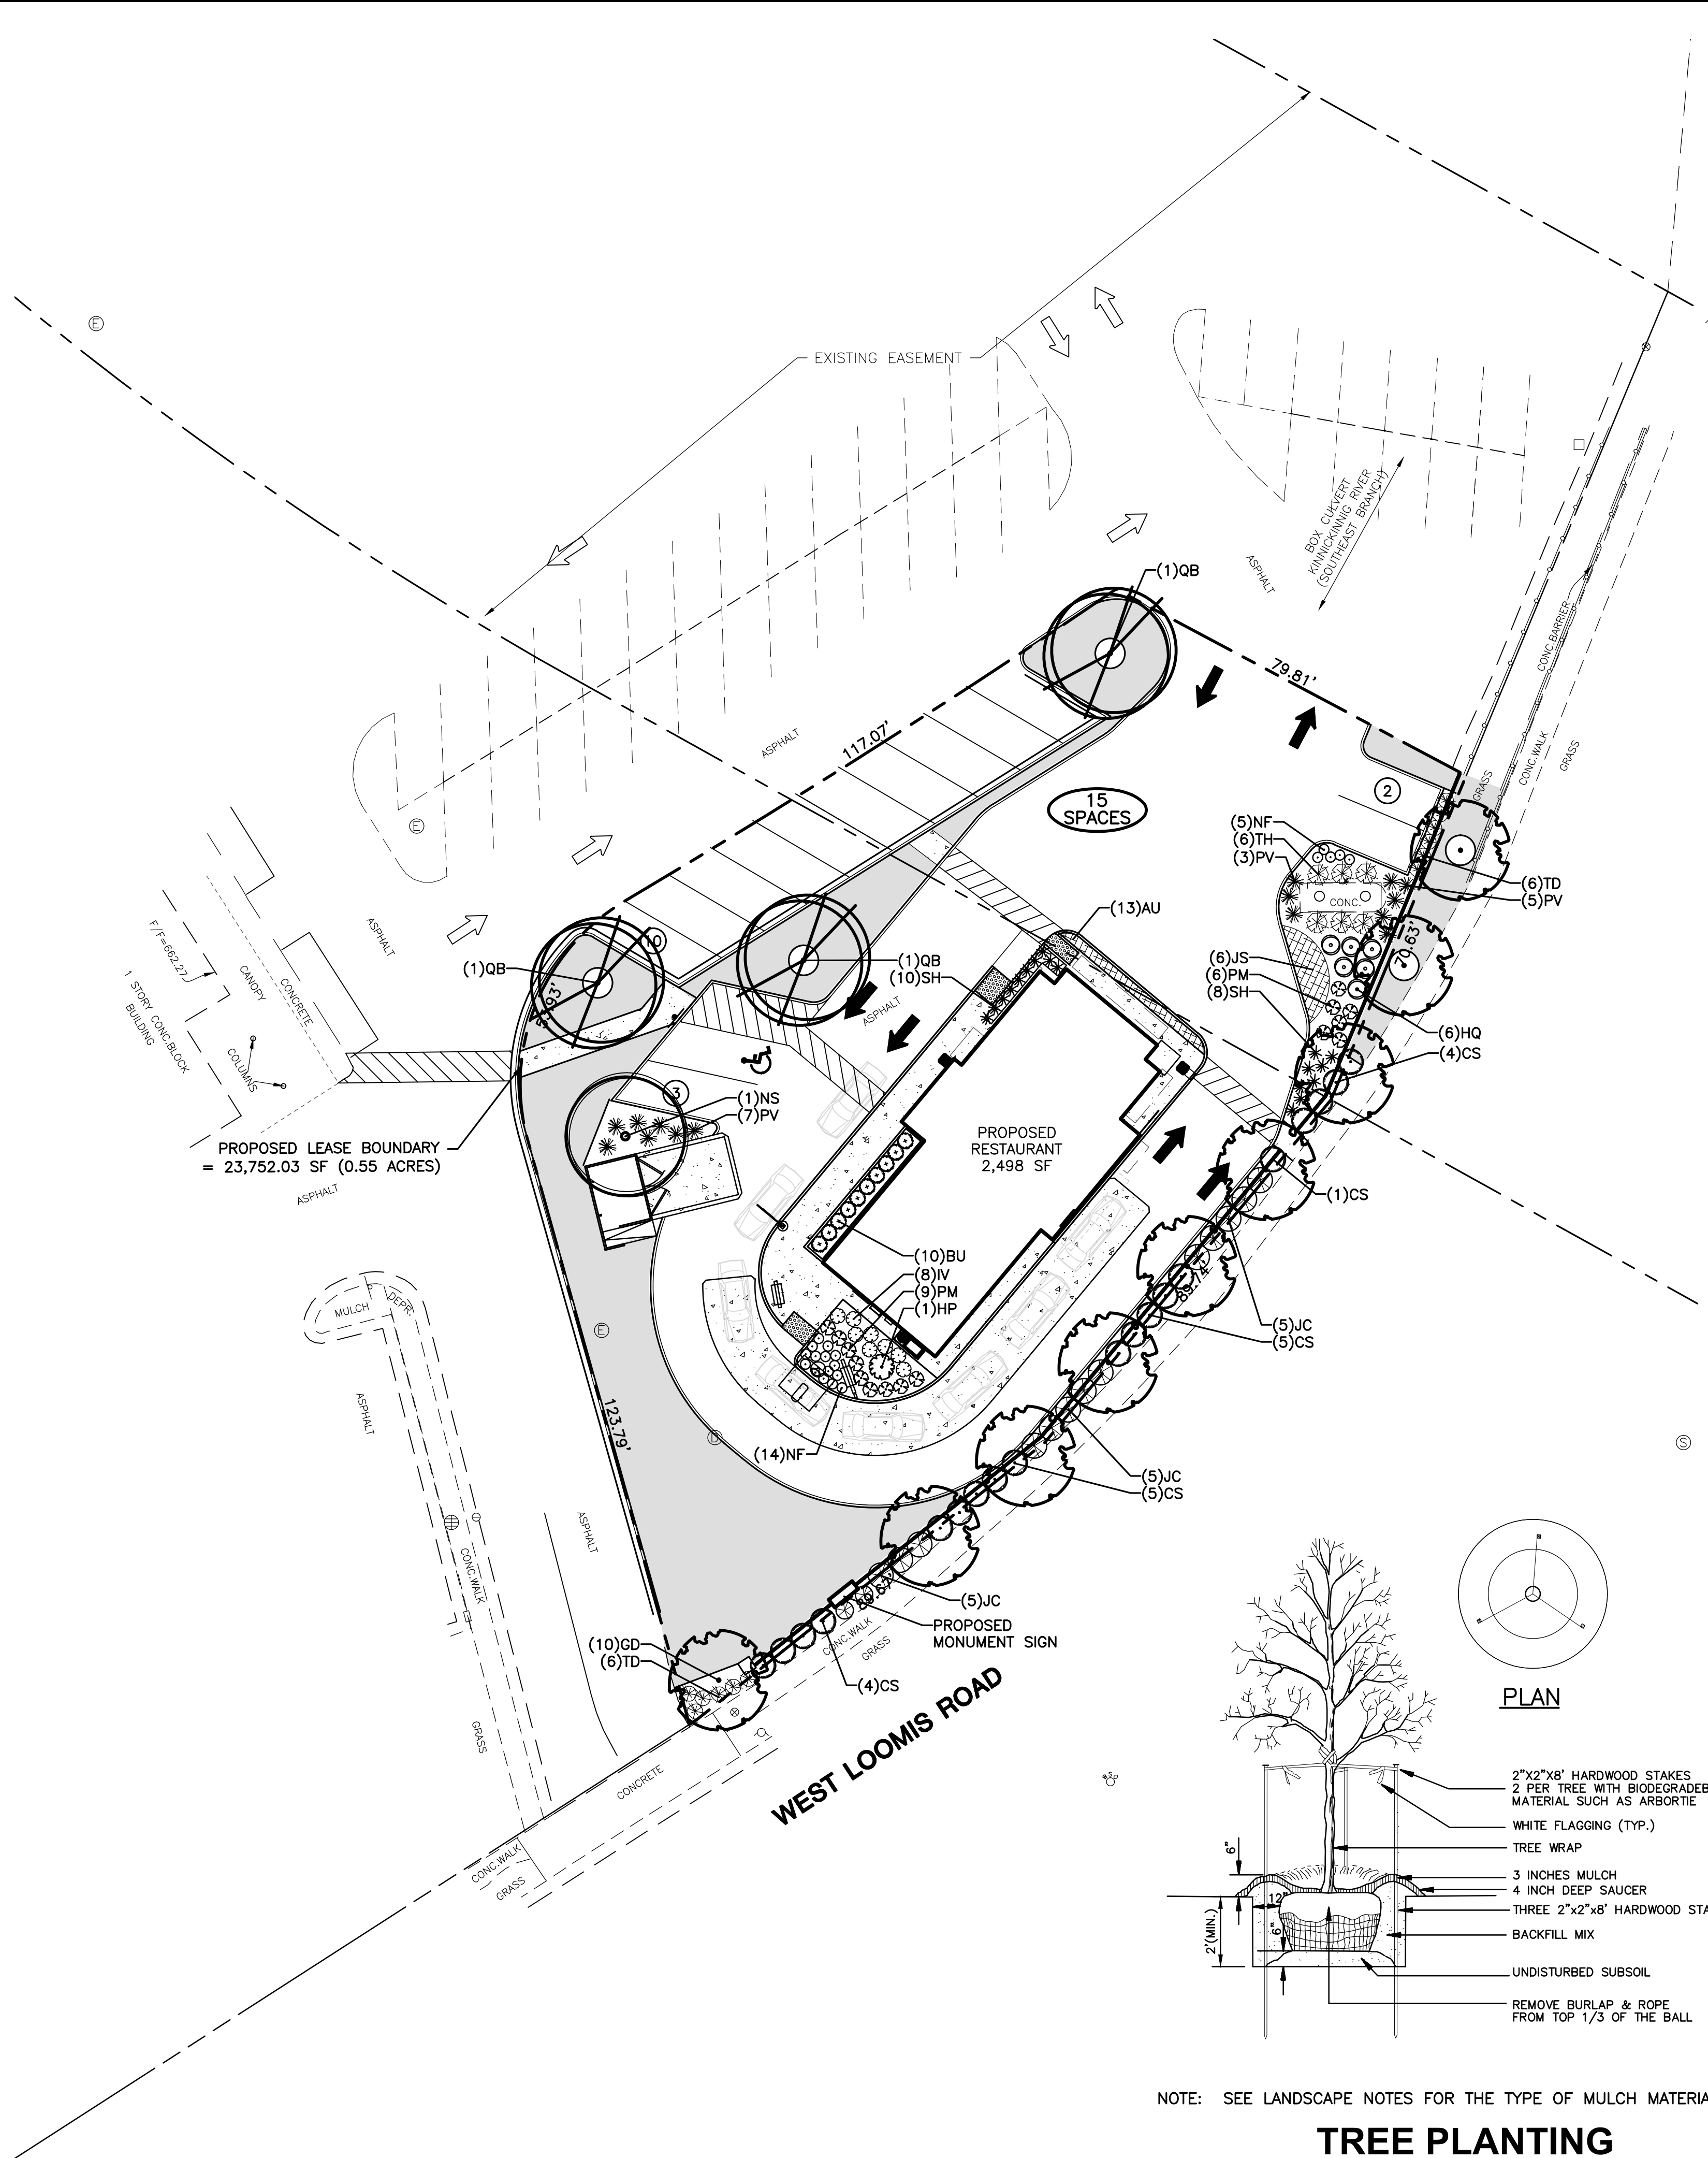 EXISTING EASEMENT
BOX CULVERT
KINNICKINNIG RIVER
(SOUTHEAST BRANCH)
ASPHALT
CONC.BARRIER
CONC.WALK
GRASS
GRASS
(1)QB
79.81'
117.07'
ASPHALT
15
SPACES
2
(5)NF
(6)TH
(3)PV
CONC.
(6)TD
(5)PV
70.63'
(6)JS
(6)PM
(8)SH
(6)HQ
(4)CS
(13)AU
(1)QB
(10)SH
ASPHALT
10
(1)QB
53.93'
ASPHALT
F/F=662.27
CANOPY
CONCRETE
1 STORY CONC.BLOCK
BUILDING
COLUMNS
PROPOSED LEASE BOUNDARY
= 23,752.03 SF (0.55 ACRES)
ASPHALT
3
(1)NS
(7)PV
PROPOSED
RESTAURANT
2,498 SF
(1)CS
(10)BU
(8)IV
(9)PM
(1)HP
89.74'
(5)JC
(5)CS
MULCH
DEPR.
E
E
E
D
S
123.79'
ASPHALT
(14)NF
(5)JC
(5)CS
ASPHALT
CONC.WALK
(5)JC
89.67'
PROPOSED
MONUMENT SIGN
CONC.WALK
GRASS
(10)GD
(6)TD
(4)CS
WEST LOOMIS ROAD
GRASS
CONCRETE
CONC.WALK
GRASS
PLAN
2"X2"X8' HARDWOOD STAKES
2 PER TREE WITH BIODEGRADEB
MATERIAL SUCH AS ARBORTIE
WHITE FLAGGING (TYP.)
TREE WRAP
6"
3 INCHES MULCH
4 INCH DEEP SAUCER
12"
THREE 2"x2"x8' HARDWOOD STA
2'(MIN.)
6"
BACKFILL MIX
UNDISTURBED SUBSOIL
REMOVE BURLAP & ROPE
FROM TOP 1/3 OF THE BALL
NOTE: SEE LANDSCAPE NOTES FOR THE TYPE OF MULCH MATERIA
TREE PLANTING